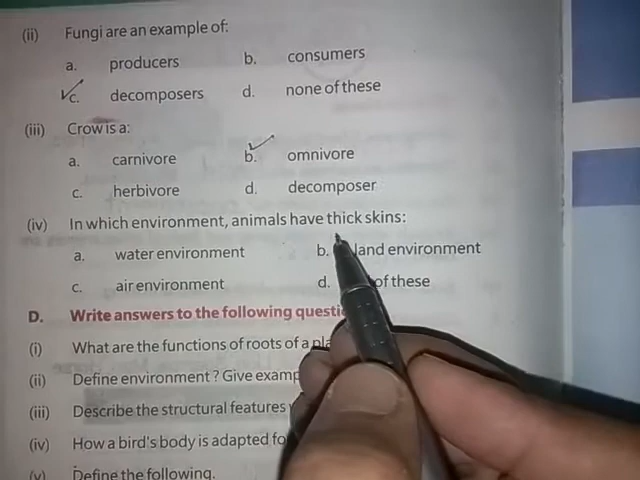 (ii) Fungi are an example of:
a. producers b. consumers
c. decomposers d. none of these
(iii) Crow is a:
a. carnivore b. omnivore
c. herbivore d. decomposer
(iv) In which environment, animals have thick skins:
a. water environment b. land environment
c. air environment d. of these
D. Write answers to the following
(i) What are the functions of roots of a
(ii) Define environment ? Give
(iii) Describe the structural features
(iv) How a bird's body is adapted
(v) Define the following.